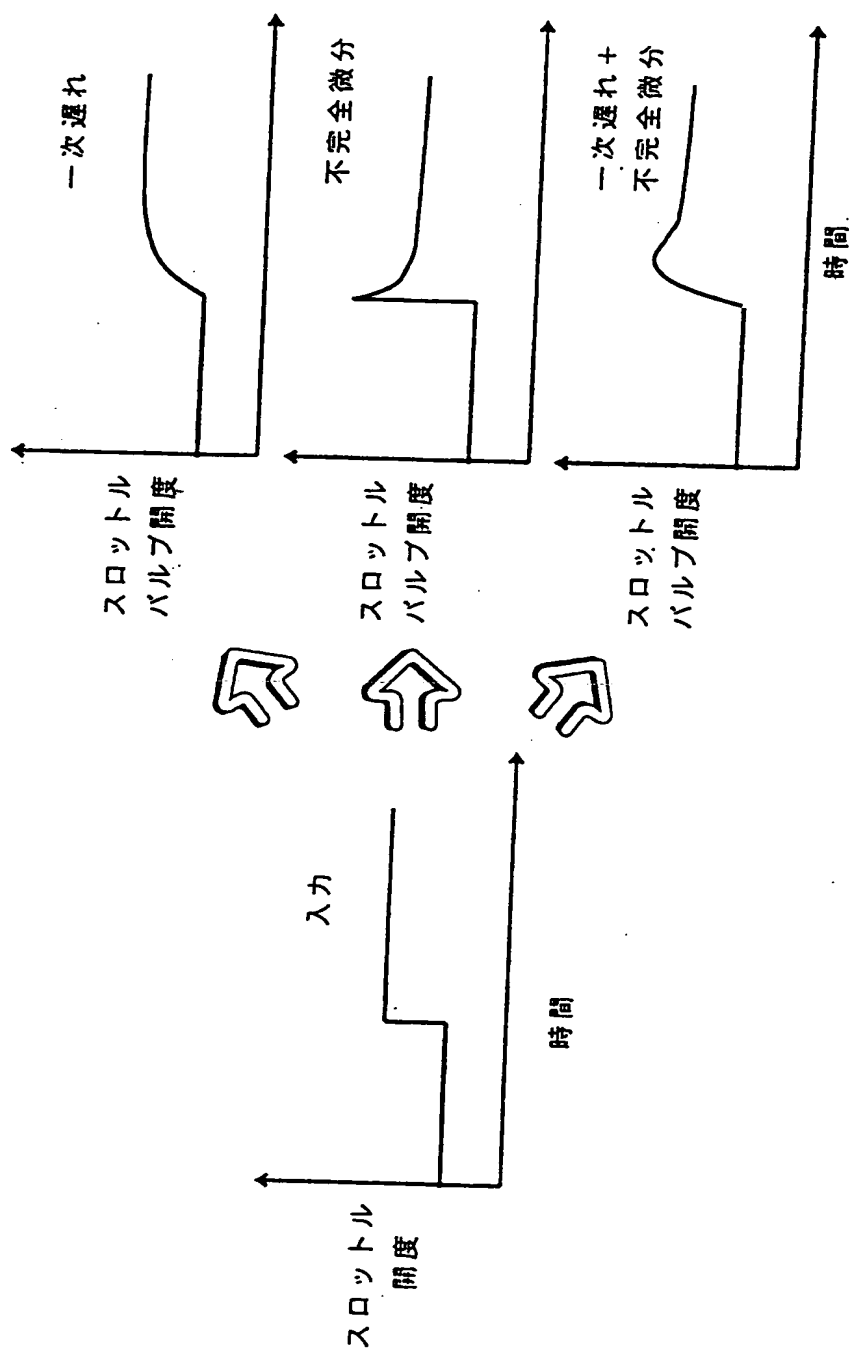 スロットル
開度
入力
時間
スロットル
バルブ開度
一次遅れ
スロットル
バルブ開度
不完全微分
スロットル
バルブ開度
一次遅れ+
不完全微分
時間